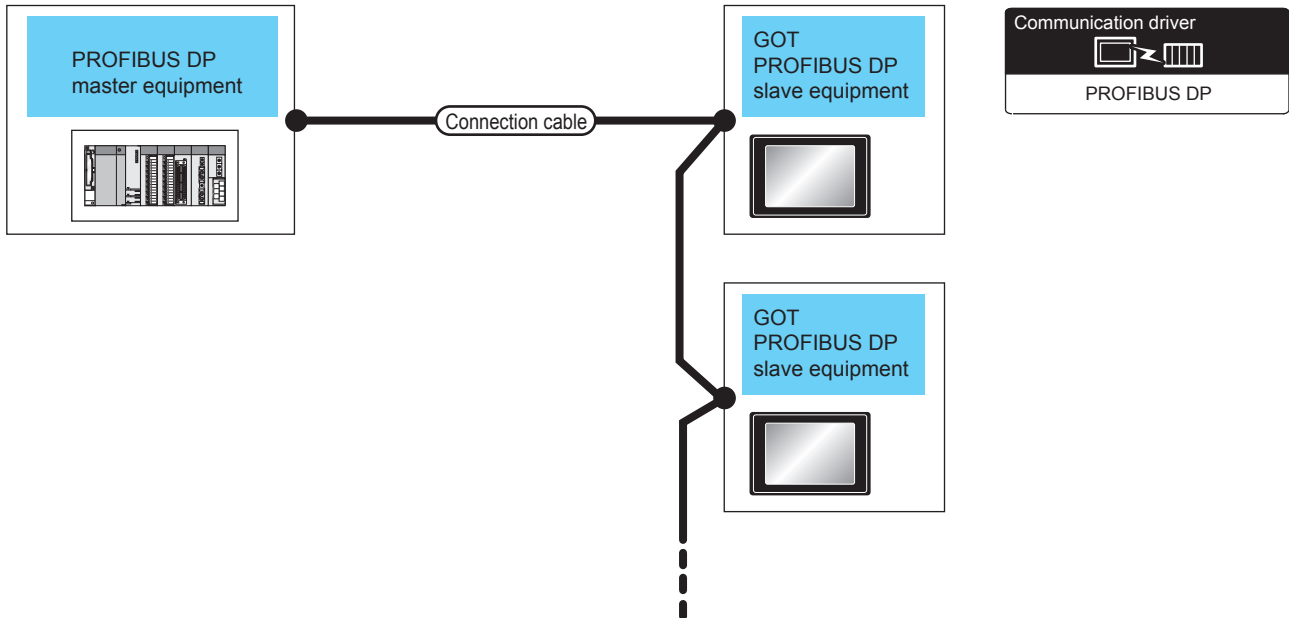 PROFIBUS DP
master equipment
Connection cable
GOT
PROFIBUS DP
slave equipment
Communication driver
PROFIBUS DP
GOT
PROFIBUS DP
slave equipment